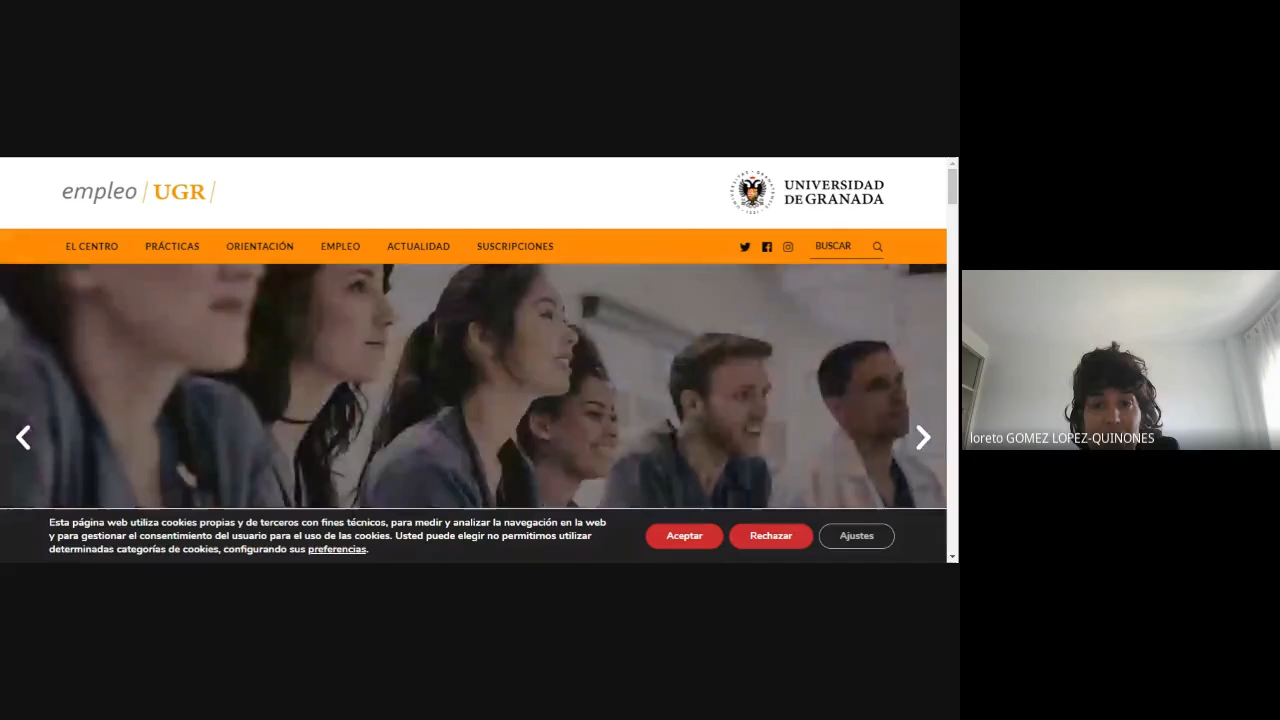 empleo / UGR /
UNIVERSIDAD
DE GRANADA
EL CENTRO PRÁCTICAS ORIENTACIÓN EMPLEO ACTUALIDAD SUSCRIPCIONES BUSCAR
loreto GOMEZ LOPEZ-QUINONES
Esta página web utiliza cookies propias y de terceros con fines técnicos, para medir y analizar la navegación en la web
y para gestionar el consentimiento del usuario para el uso de las cookies. Usted puede elegir no permitirnos utilizar
determinadas categorías de cookies, configurando sus preferencias.
Aceptar Rechazar Ajustes